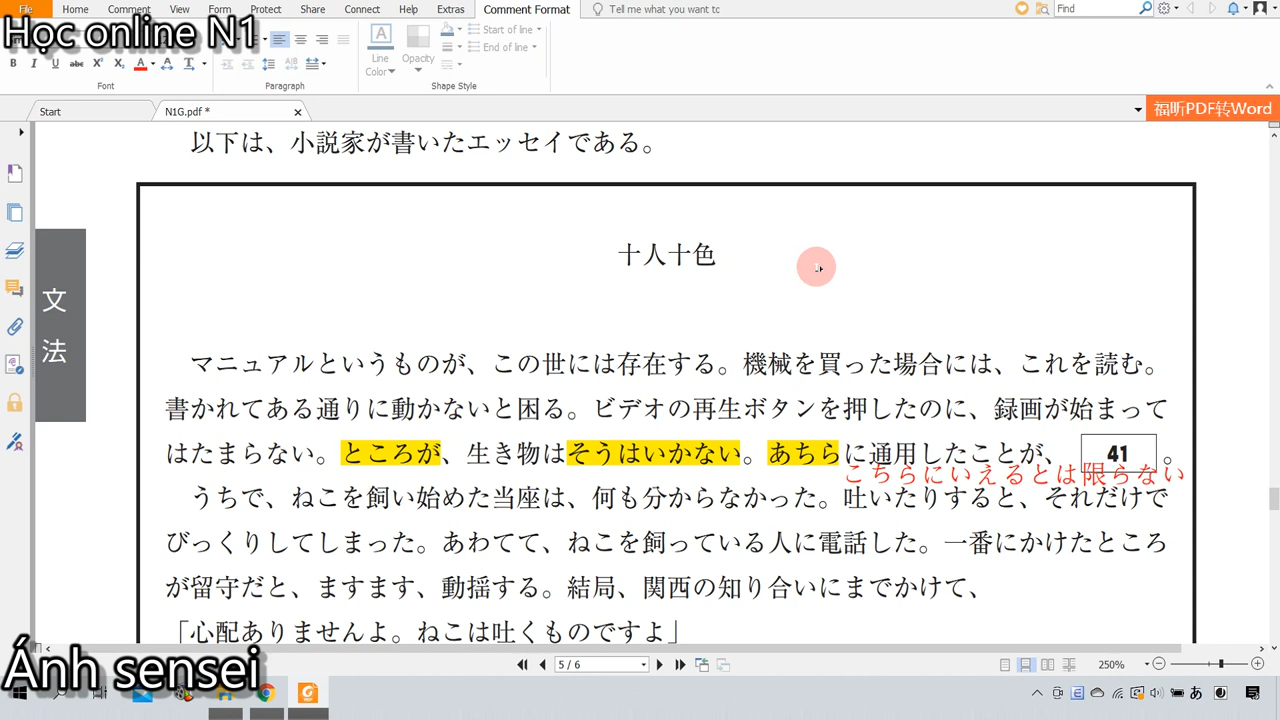 File Home Comment View Form Protect Share Connect Help Extras Comment Format Tell me what you want tc Find
Học online N1
Line Color Opacity Start of line
End of line
Font Paragraph Shape Style
Start N1G.pdf * 福昕PDF转Word
以下は、小説家が書いたエッセイである。
文法
十人十色
マニュアルというものが、この世には存在する。機械を買った場合には、これを読む。
書かれてある通りに動かないと困る。ビデオの再生ボタンを押したのに、録画が始まって
はたまらない。ところが、生き物はそうはいかない。あちらに通用したことが、 41 。
こちらにいえるとは限らない
うちで、ねこを飼い始めた当座は、何も分からなかった。吐いたりすると、それだけで
びっくりしてしまった。あわてて、ねこを飼っている人に電話した。一番にかけたところ
が留守だと、ますます、動揺する。結局、関西の知り合いにまでかけて、
「心配ありませんよ。ねこは吐くものですよ」
Ánh sensei
5 / 6 250%